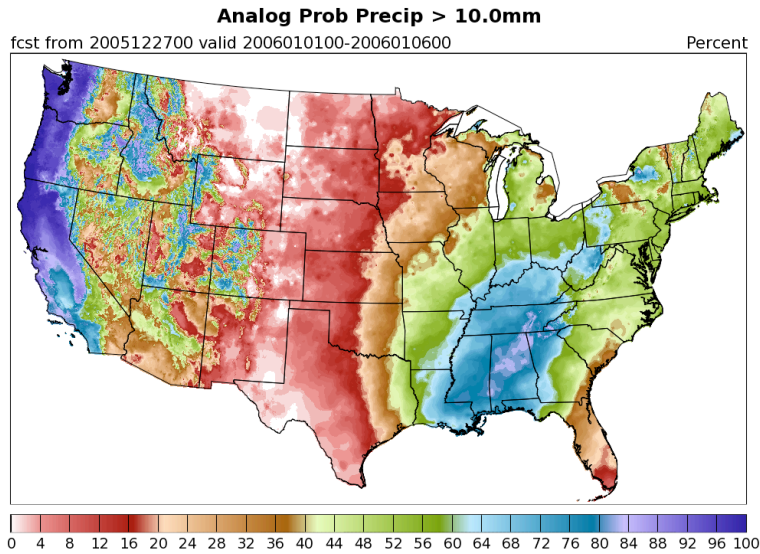 Analog Prob Precip > 10.0mm
fcst from 2005122700 valid 2006010100-2006010600 Percent
0 4 8 12 16 20 24 28 32 36 40 44 48 52 56 60 64 68 72 76 80 84 88 92 96 100